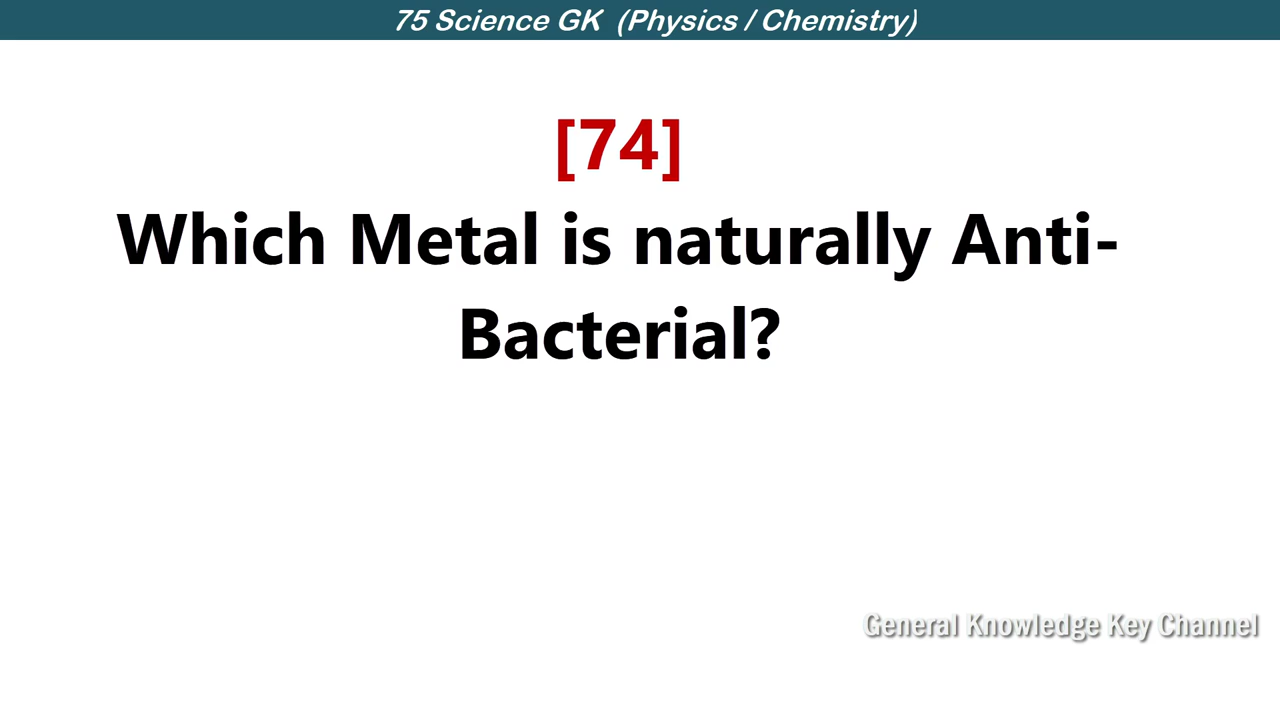 75 Science GK (Physics / Chemistry)
[74]
Which Metal is naturally Anti-
Bacterial?
General Knowledge Key Channel